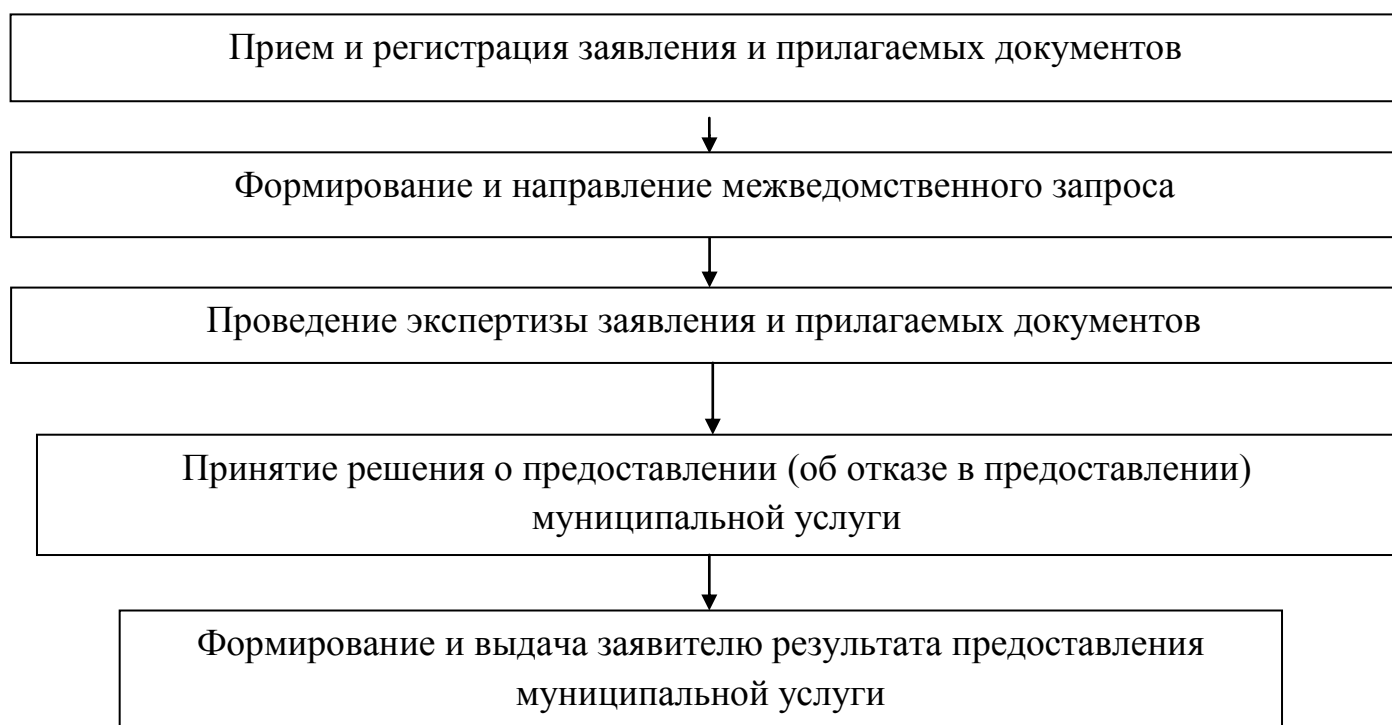 Прием и регистрация заявления и прилагаемых документов
Формирование и направление межведомственного запроса
Проведение экспертизы заявления и прилагаемых документов
Принятие решения о предоставлении (об отказе в предоставлении)
муниципальной услуги
Формирование и выдача заявителю результата предоставления
муниципальной услуги